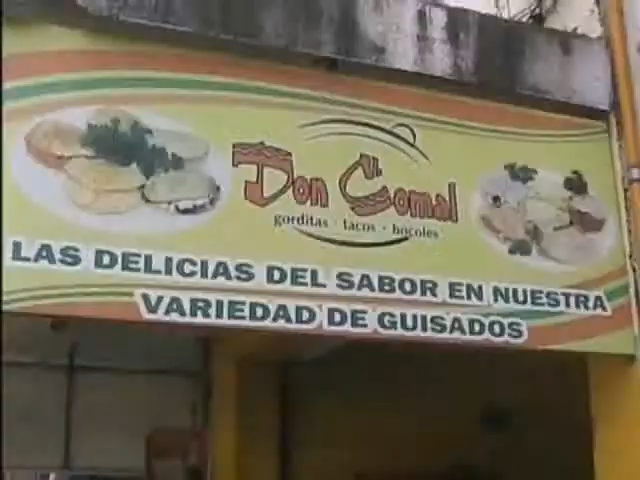 Don Comal
gorditas · tacos · bocoles
LAS DELICIAS DEL SABOR EN NUESTRA
VARIEDAD DE GUISADOS